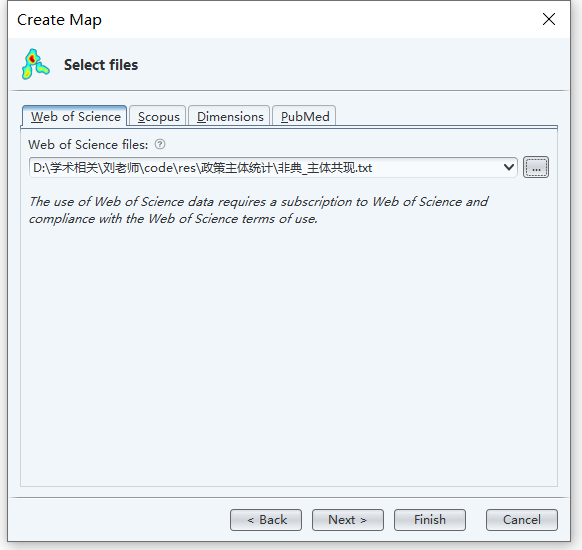 Create Map
Select files
Web of Science Scopus Dimensions PubMed
Web of Science files: ?
D:\学术相关\刘老师\code\res\政策主体统计\非典_主体共现.txt ...
The use of Web of Science data requires a subscription to Web of Science and
compliance with the Web of Science terms of use.
< Back Next > Finish Cancel